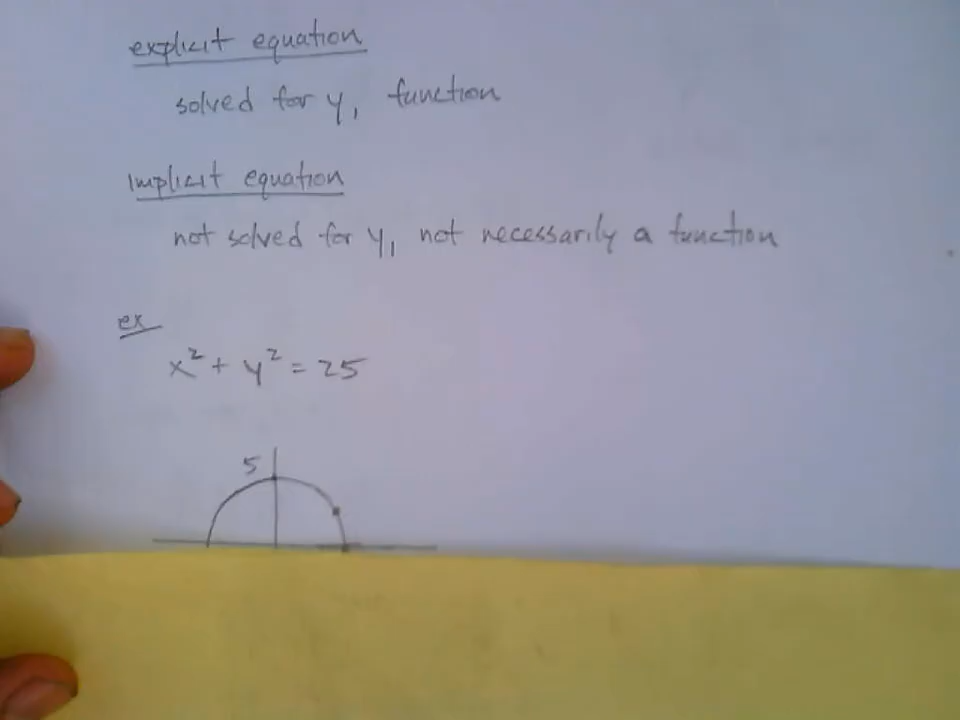 explicit equation
solved for y, function
implicit equation
not solved for y, not necessarily a function
ex
x² + y² = 25
5